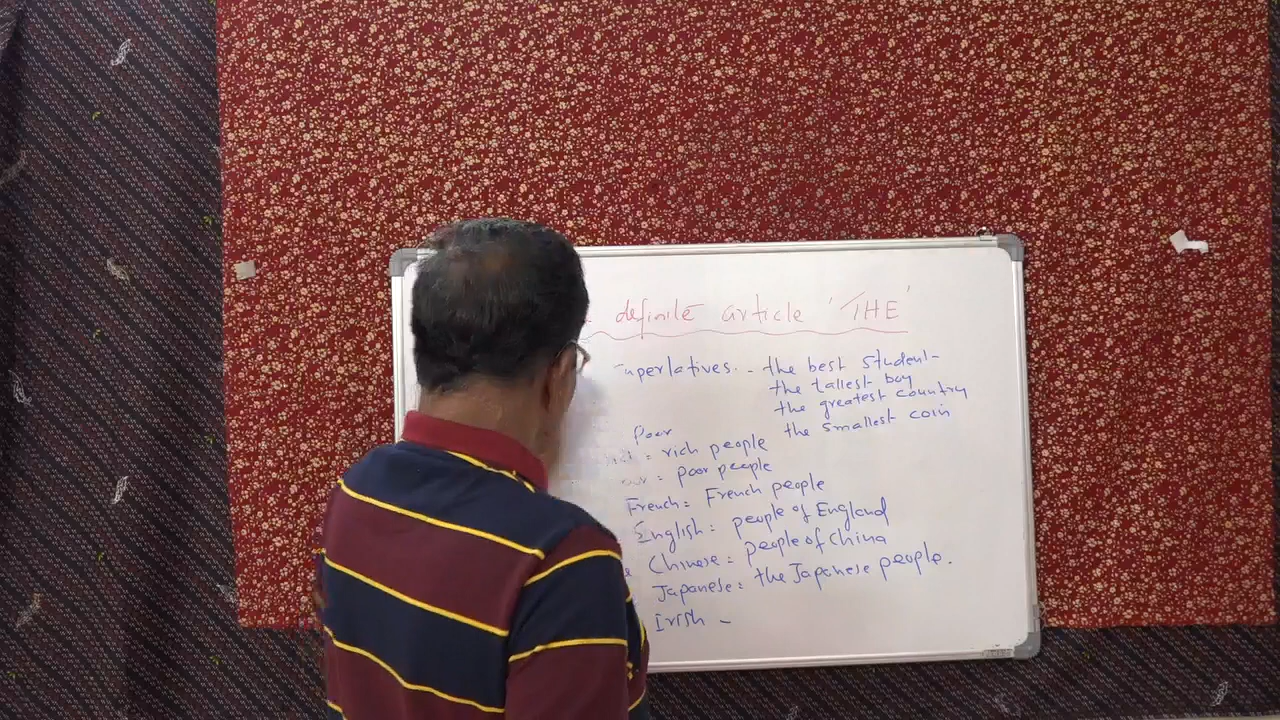 definite article 'THE'
uperlatives. - the best student
the tallest boy
the greatest country
the smallest coin
Poor
= rich people
= poor people
French = French people
English = people of England
Chinese = people of China
Japanese = the Japanese people.
Irish -